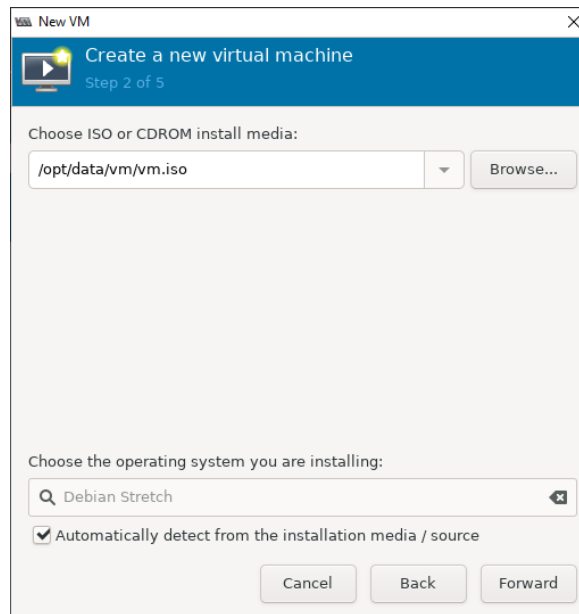 New VM
Create a new virtual machine
Step 2 of 5
Choose ISO or CDROM install media:
/opt/data/vm/vm.iso
Browse...
Choose the operating system you are installing:
Debian Stretch
Automatically detect from the installation media / source
Cancel Back Forward